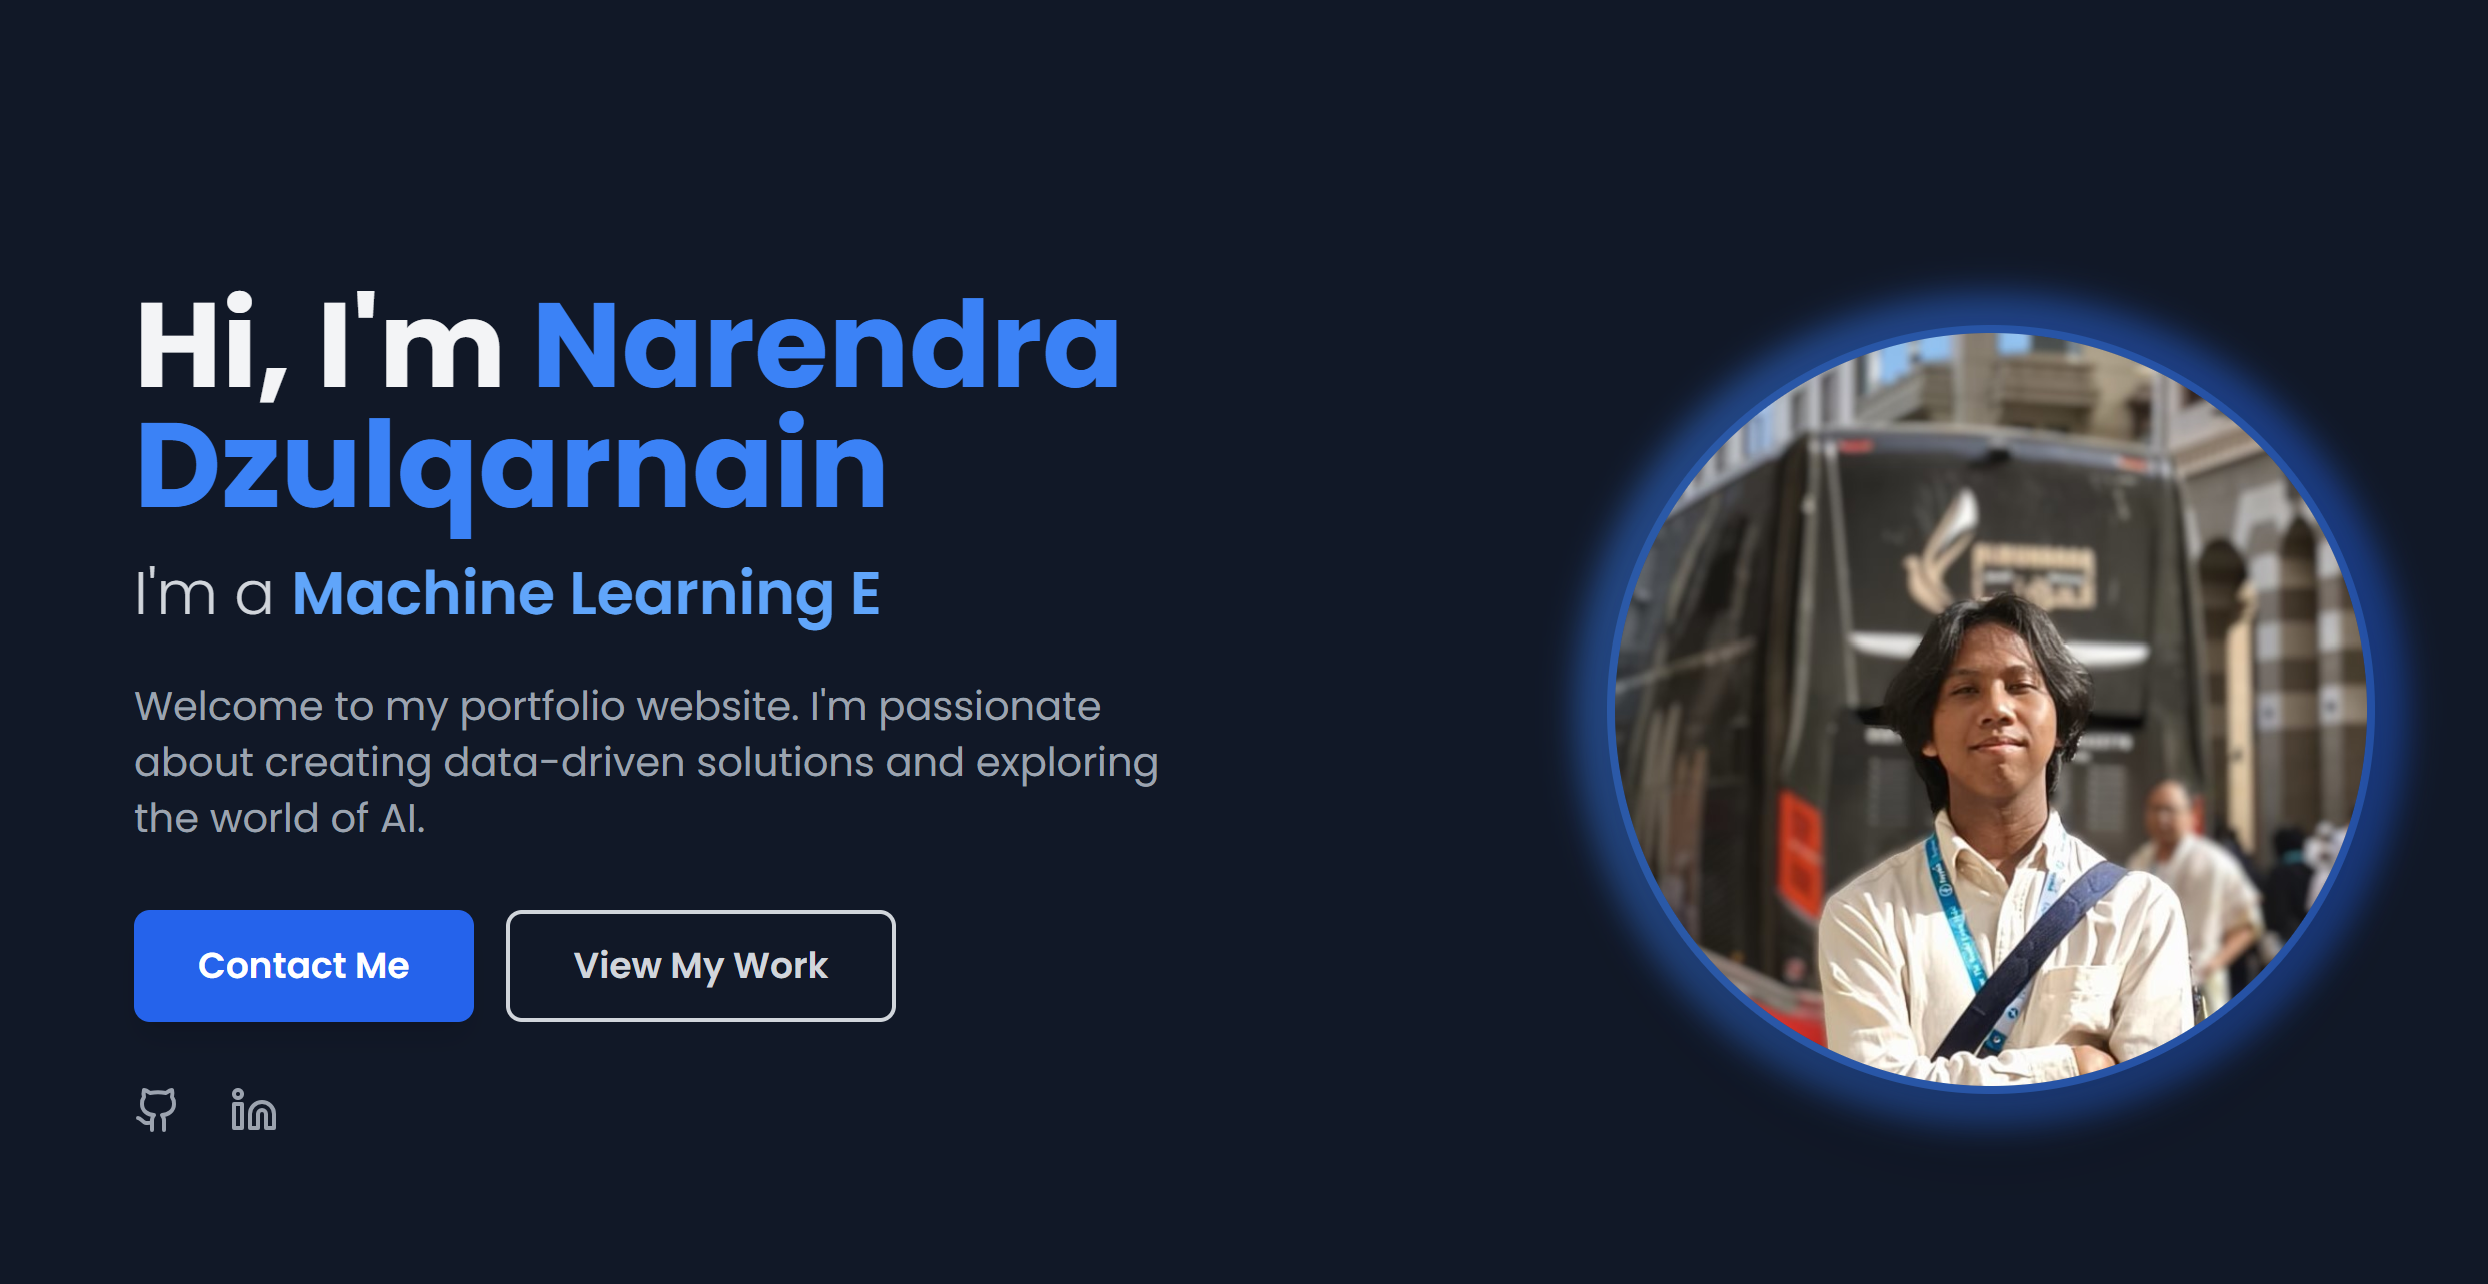 Hi, I'm Narendra
Dzulqarnain
I'm a Machine Learning E
Welcome to my portfolio website. I'm passionate
about creating data-driven solutions and exploring
the world of AI.
Contact Me
View My Work